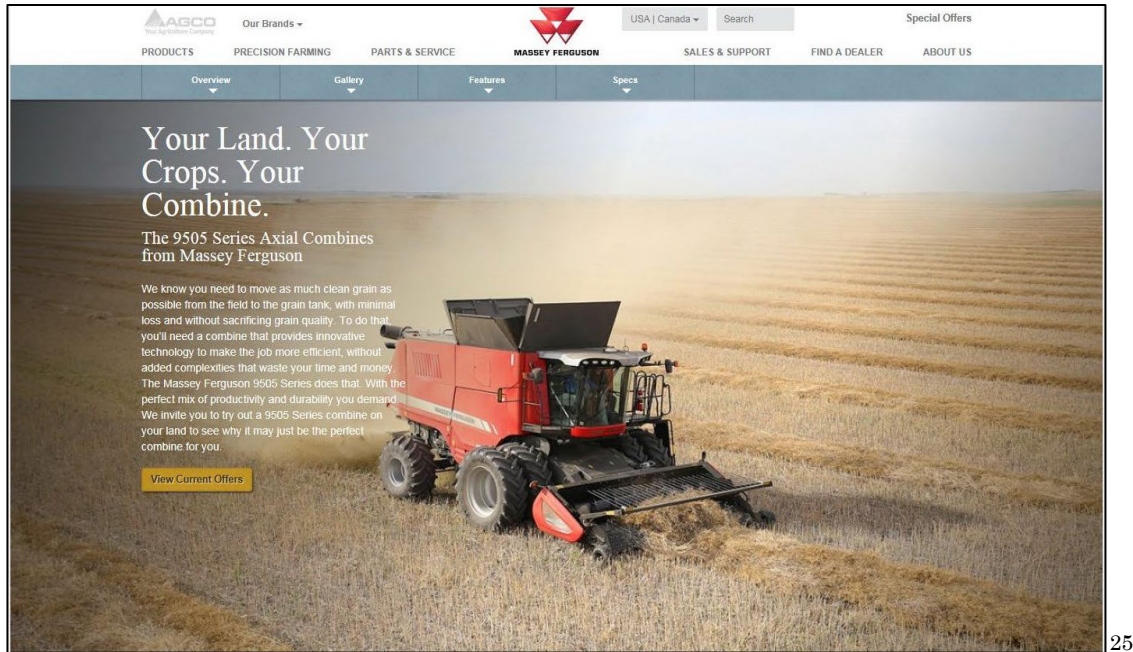 AGCO
Your Agriculture Company
Our Brands
USA | Canada
Search
Special Offers
PRODUCTS
PRECISION FARMING
PARTS & SERVICE
MASSEY FERGUSON
SALES & SUPPORT
FIND A DEALER
ABOUT US
Overview
Gallery
Features
Specs
Your Land. Your
Crops. Your
Combine.
The 9505 Series Axial Combines
from Massey Ferguson
We know you need to move as much clean grain as
possible from the field to the grain tank, with minimal
loss and without sacrificing grain quality. To do that,
you'll need a combine that provides innovative
technology to make the job more efficient, without
added complexities that waste your time and money.
The Massey Ferguson 9505 Series does that. With the
perfect mix of productivity and durability you demand.
We invite you to try out a 9505 Series combine on
your land to see why it may just be the perfect
combine for you.
MASSEY FERGUSON
View Current Offers
25